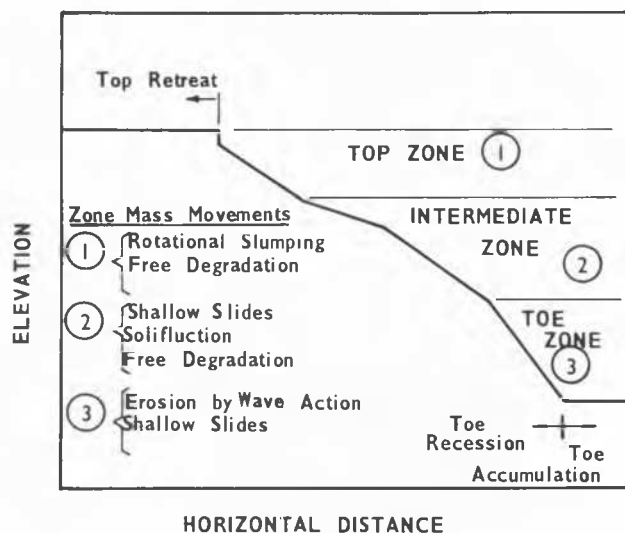 Top Retreat
TOP ZONE 1
Zone Mass Movements
INTERMEDIATE
ZONE
2
1
Rotational Slumping
Free Degradation
2
Shallow Slides
Solifluction
Free Degradation
TOE
ZONE
3
3
Erosion by Wave Action
Shallow Slides
Toe
Recession
Toe
Accumulation
ELEVATION
HORIZONTAL DISTANCE